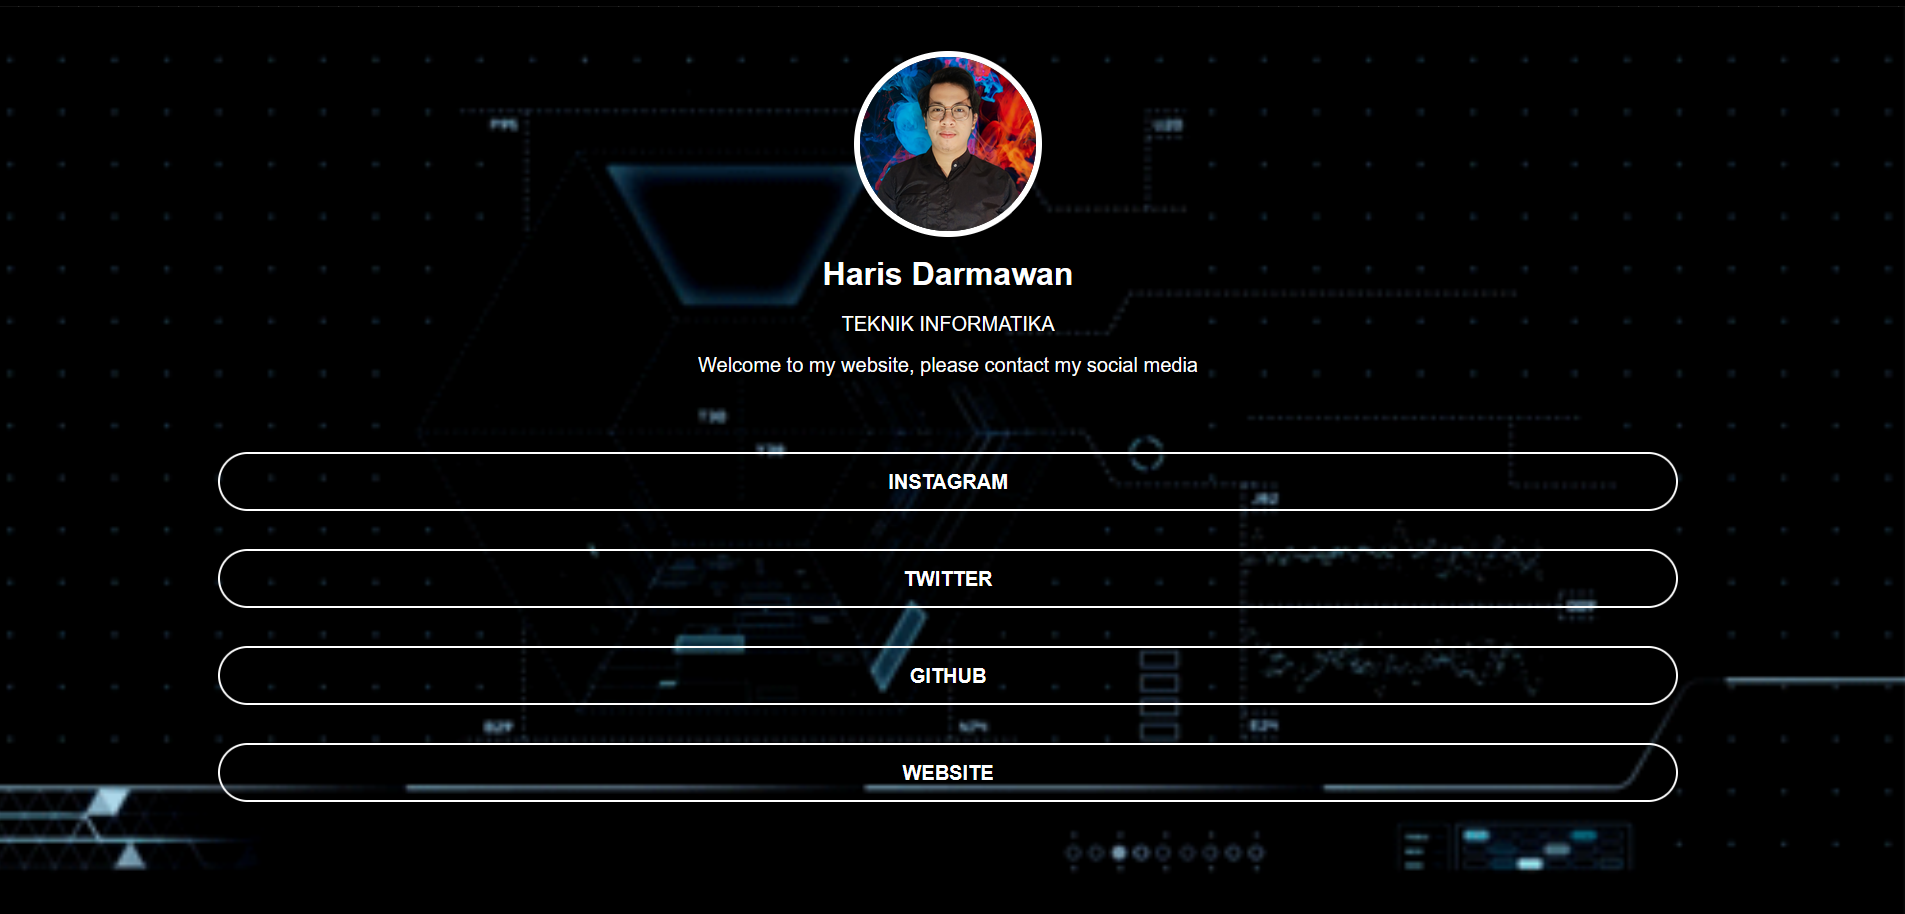 Haris Darmawan
TEKNIK INFORMATIKA
Welcome to my website, please contact my social media
INSTAGRAM
TWITTER
GITHUB
WEBSITE